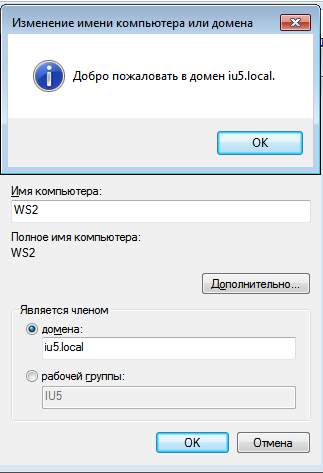 Изменение имени компьютера или домена
Добро пожаловать в домен iu5.local.
OK
Имя компьютера:
WS2
Полное имя компьютера:
WS2
Дополнительно...
Является членом
домена:
iu5.local
рабочей группы:
IU5
OK
Отмена